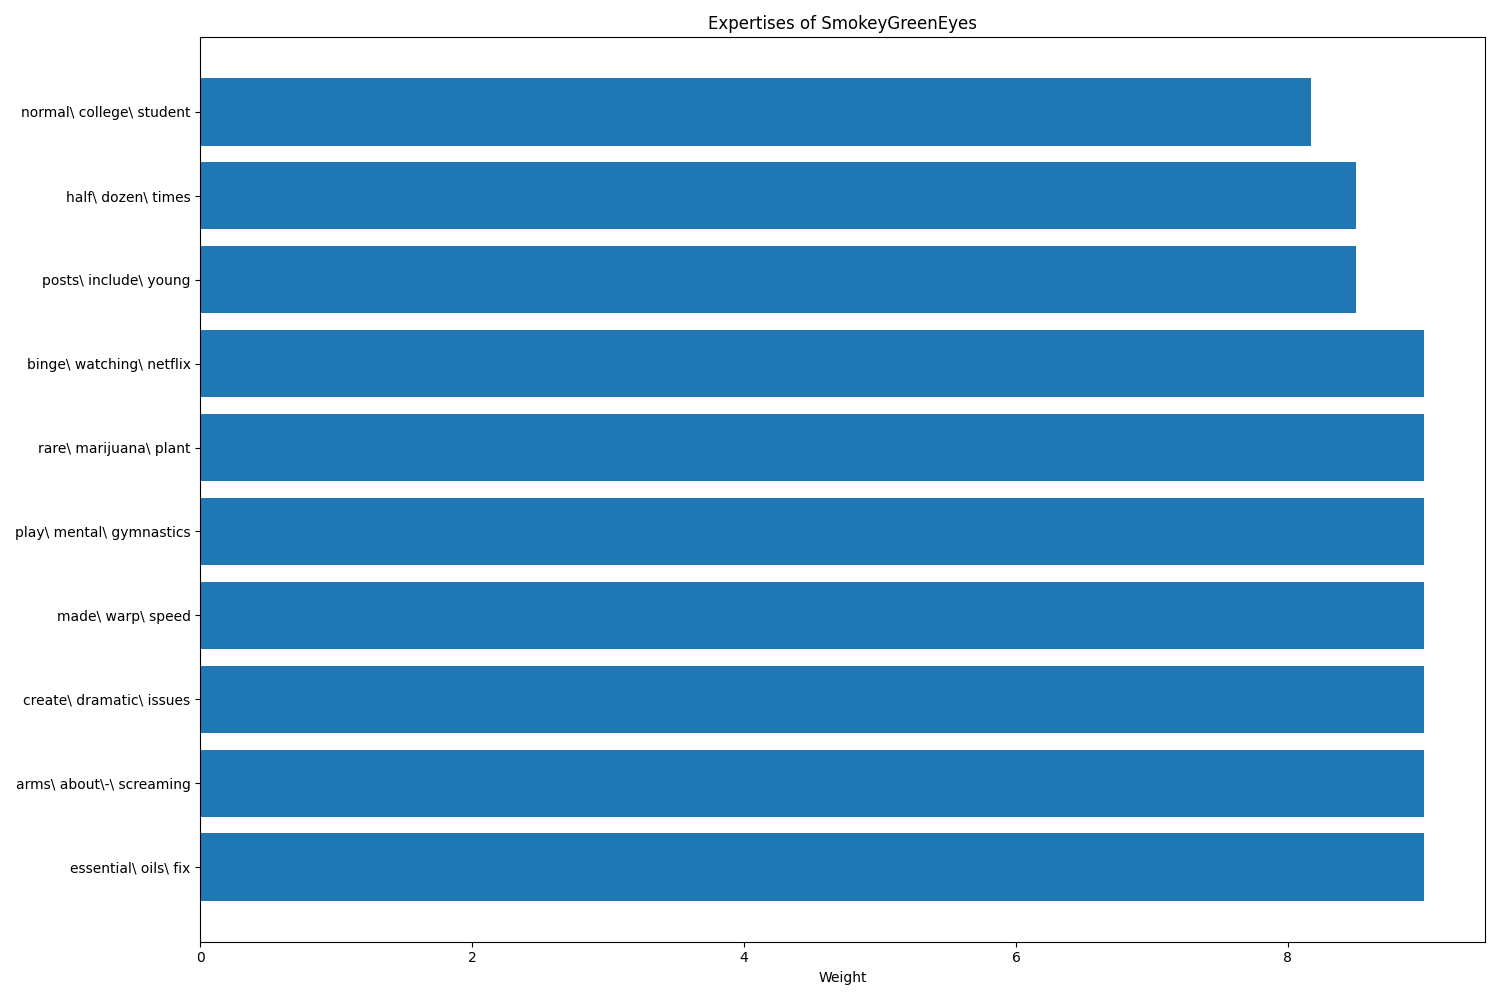 Expertises of SmokeyGreenEyes
normal\ college\ student
half\ dozen\ times
posts\ include\ young
binge\ watching\ netflix
rare\ marijuana\ plant
play\ mental\ gymnastics
made\ warp\ speed
create\ dramatic\ issues
arms\ about\-\ screaming
essential\ oils\ fix
0 2 4 6 8
Weight